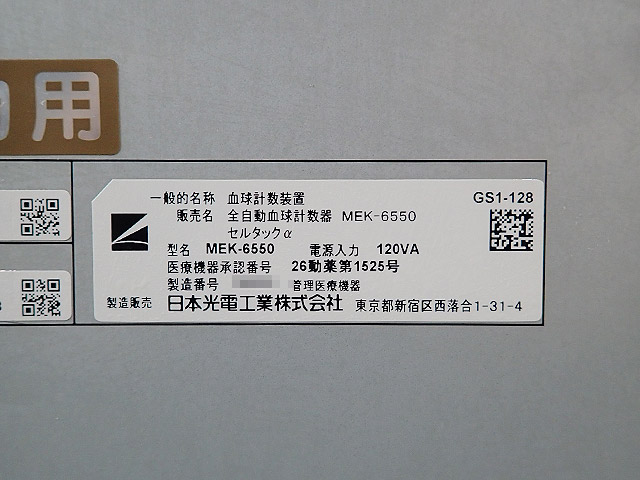 用
一般的名称 血球計数装置
GS1-128
販売名 全自動血球計数器 MEK-6550
セルタックα
型名 MEK-6550 電源入力 120VA
医療機器承認番号 26動薬第1525号
製造番号 管理医療機器
製造販売 日本光電工業株式会社 東京都新宿区西落合1-31-4